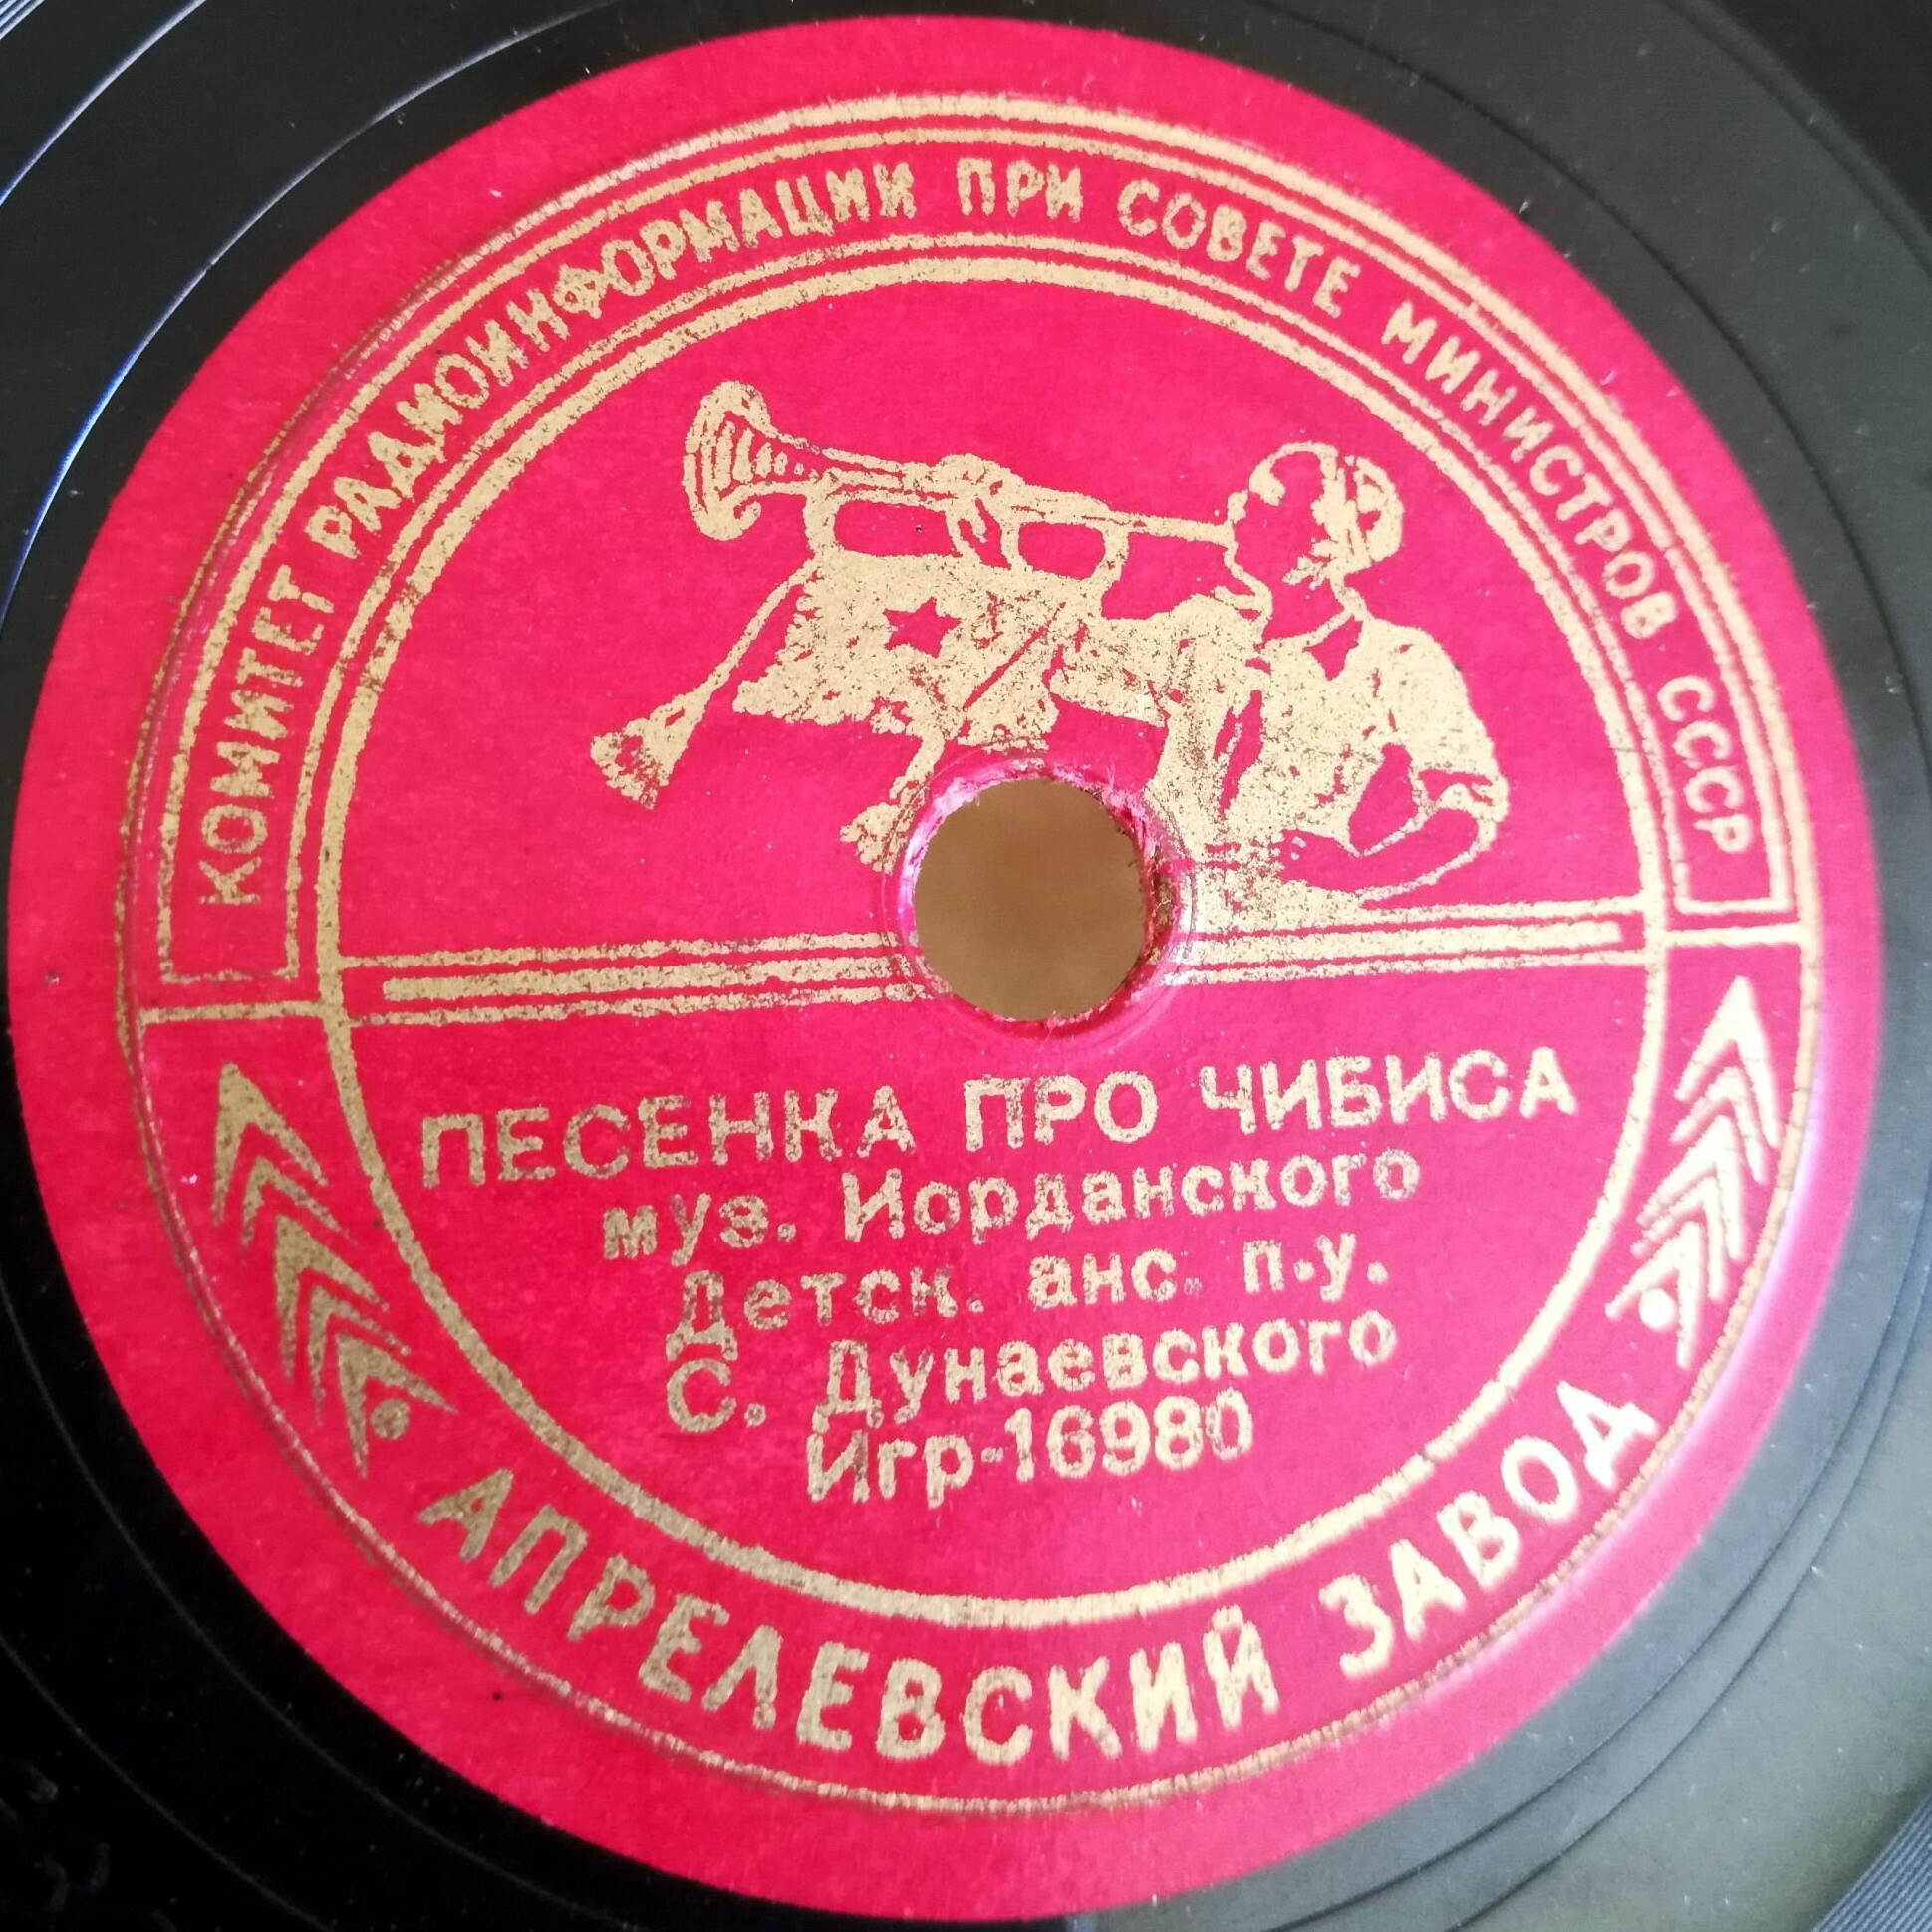 КОМИТЕТ РАДИОИНФОРМАЦИИ ПРИ СОВЕТЕ МИНИСТРОВ СССР
ПЕСЕНКА ПРО ЧИБИСА
муз. Иорданского
детск. анс. п.у.
С. Дунаевского
Игр-16980
АПРЕЛЕВСКИЙ ЗАВОД